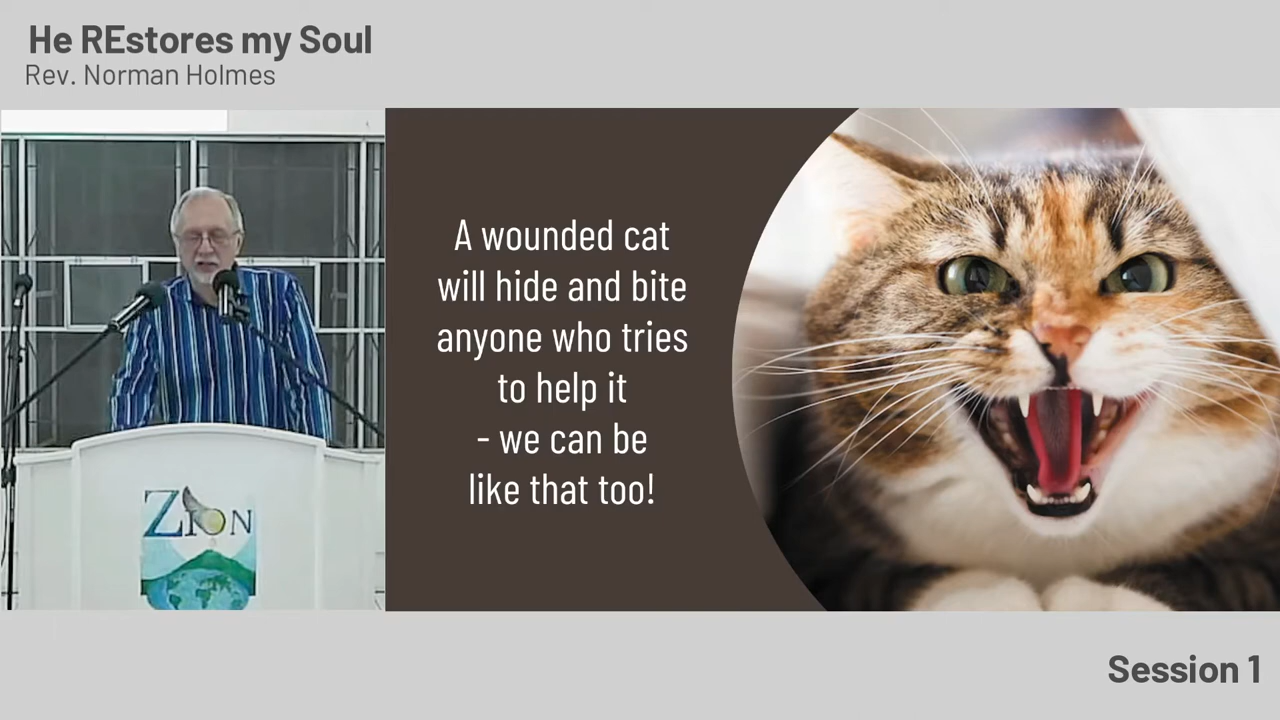 He REstores my Soul
Rev. Norman Holmes
A wounded cat
will hide and bite
anyone who tries
to help it
- we can be
like that too!
ZION
Session 1